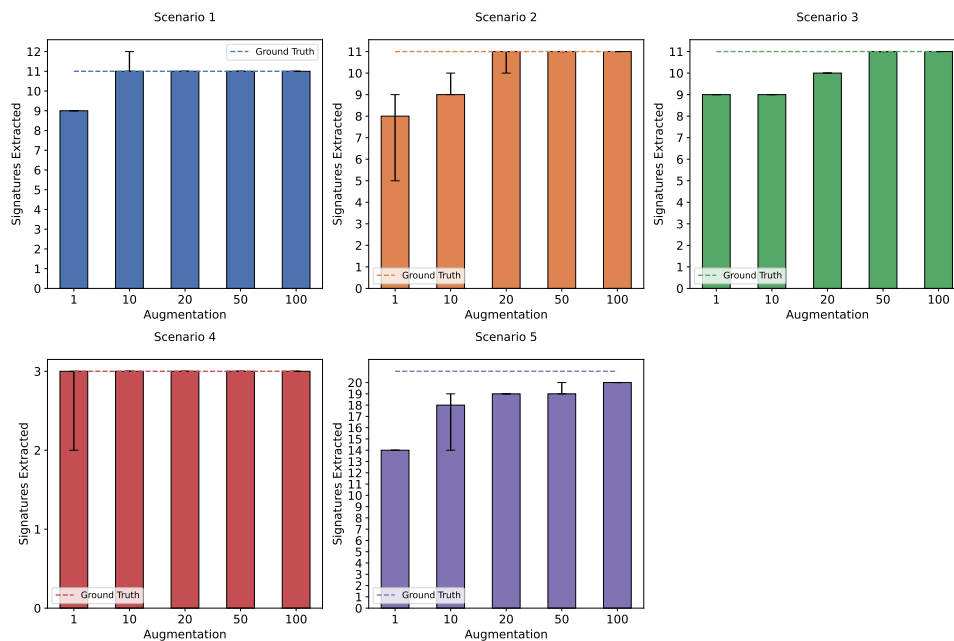 Scenario 1
Signatures Extracted
12
11
10
9
8
7
6
5
4
3
2
1
0
Ground Truth
1 10 20 50 100
Augmentation
Scenario 2
Signatures Extracted
11
10
9
8
7
6
5
4
3
2
1
0
Ground Truth
1 10 20 50 100
Augmentation
Scenario 3
Signatures Extracted
11
10
9
8
7
6
5
4
3
2
1
0
Ground Truth
1 10 20 50 100
Augmentation
Scenario 4
Signatures Extracted
3
2
1
0
Ground Truth
1 10 20 50 100
Augmentation
Scenario 5
Signatures Extracted
20
19
18
17
16
15
14
13
12
11
10
9
8
7
6
5
4
3
2
1
0
Ground Truth
1 10 20 50 100
Augmentation